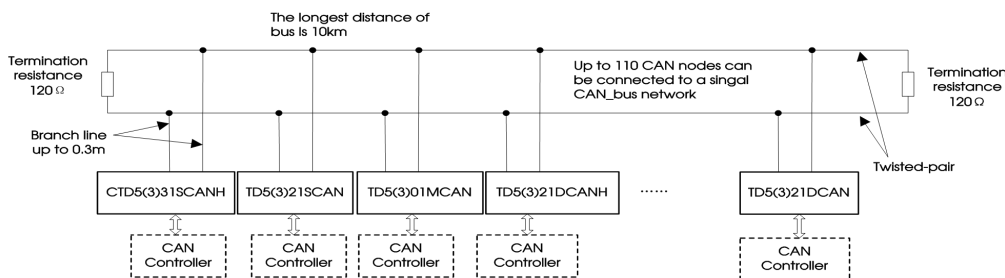 The longest distance of
bus is 10km
Termination
resistance
120Ω
Up to 110 CAN nodes can
be connected to a singal
CAN_bus network
Termination
resistance
120Ω
Branch line
up to 0.3m
Twisted-pair
CTD5(3)31SCANH
TD5(3)21SCAN
TD5(3)01MCAN
TD5(3)21DCANH
......
TD5(3)21DCAN
CAN
Controller
CAN
Controller
CAN
Controller
CAN
Controller
CAN
Controller